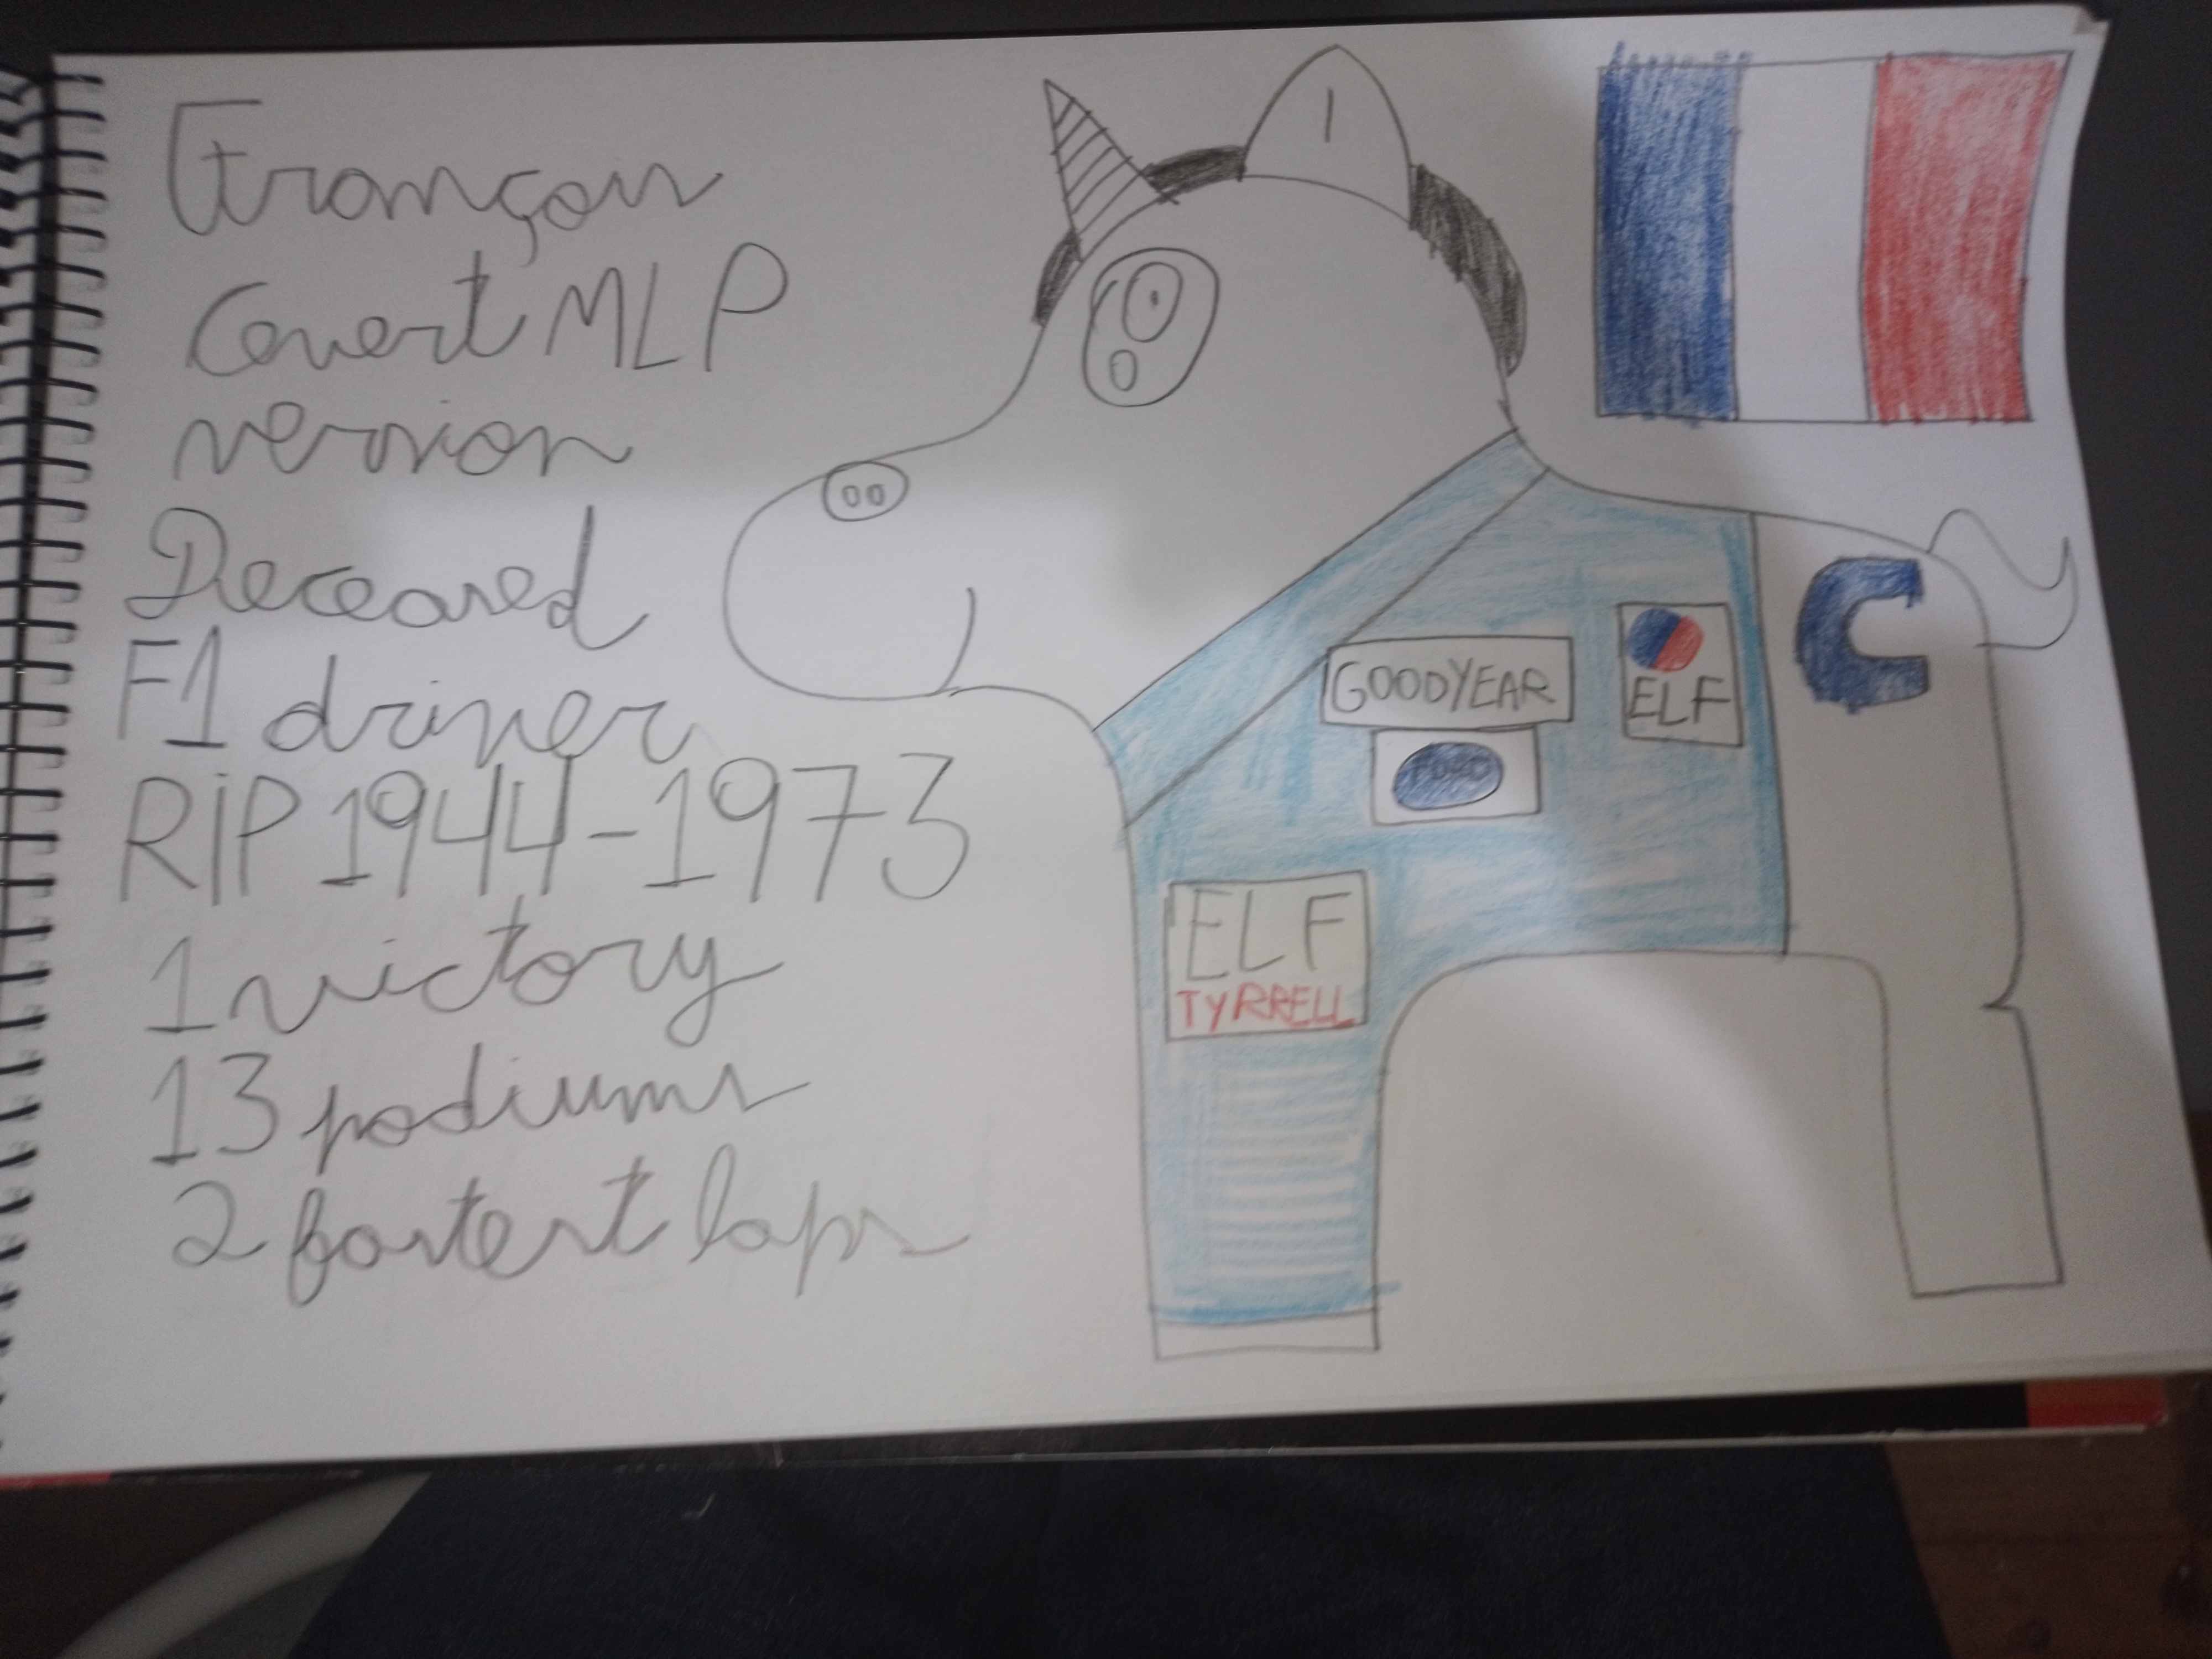 François
Cevert MLP
version
Deceased
F1 driver
RIP 1944-1973
1 victory
13 podiums
2 fastest laps
GOODYEAR
FORD
ELF
ELF
TYRRELL
C